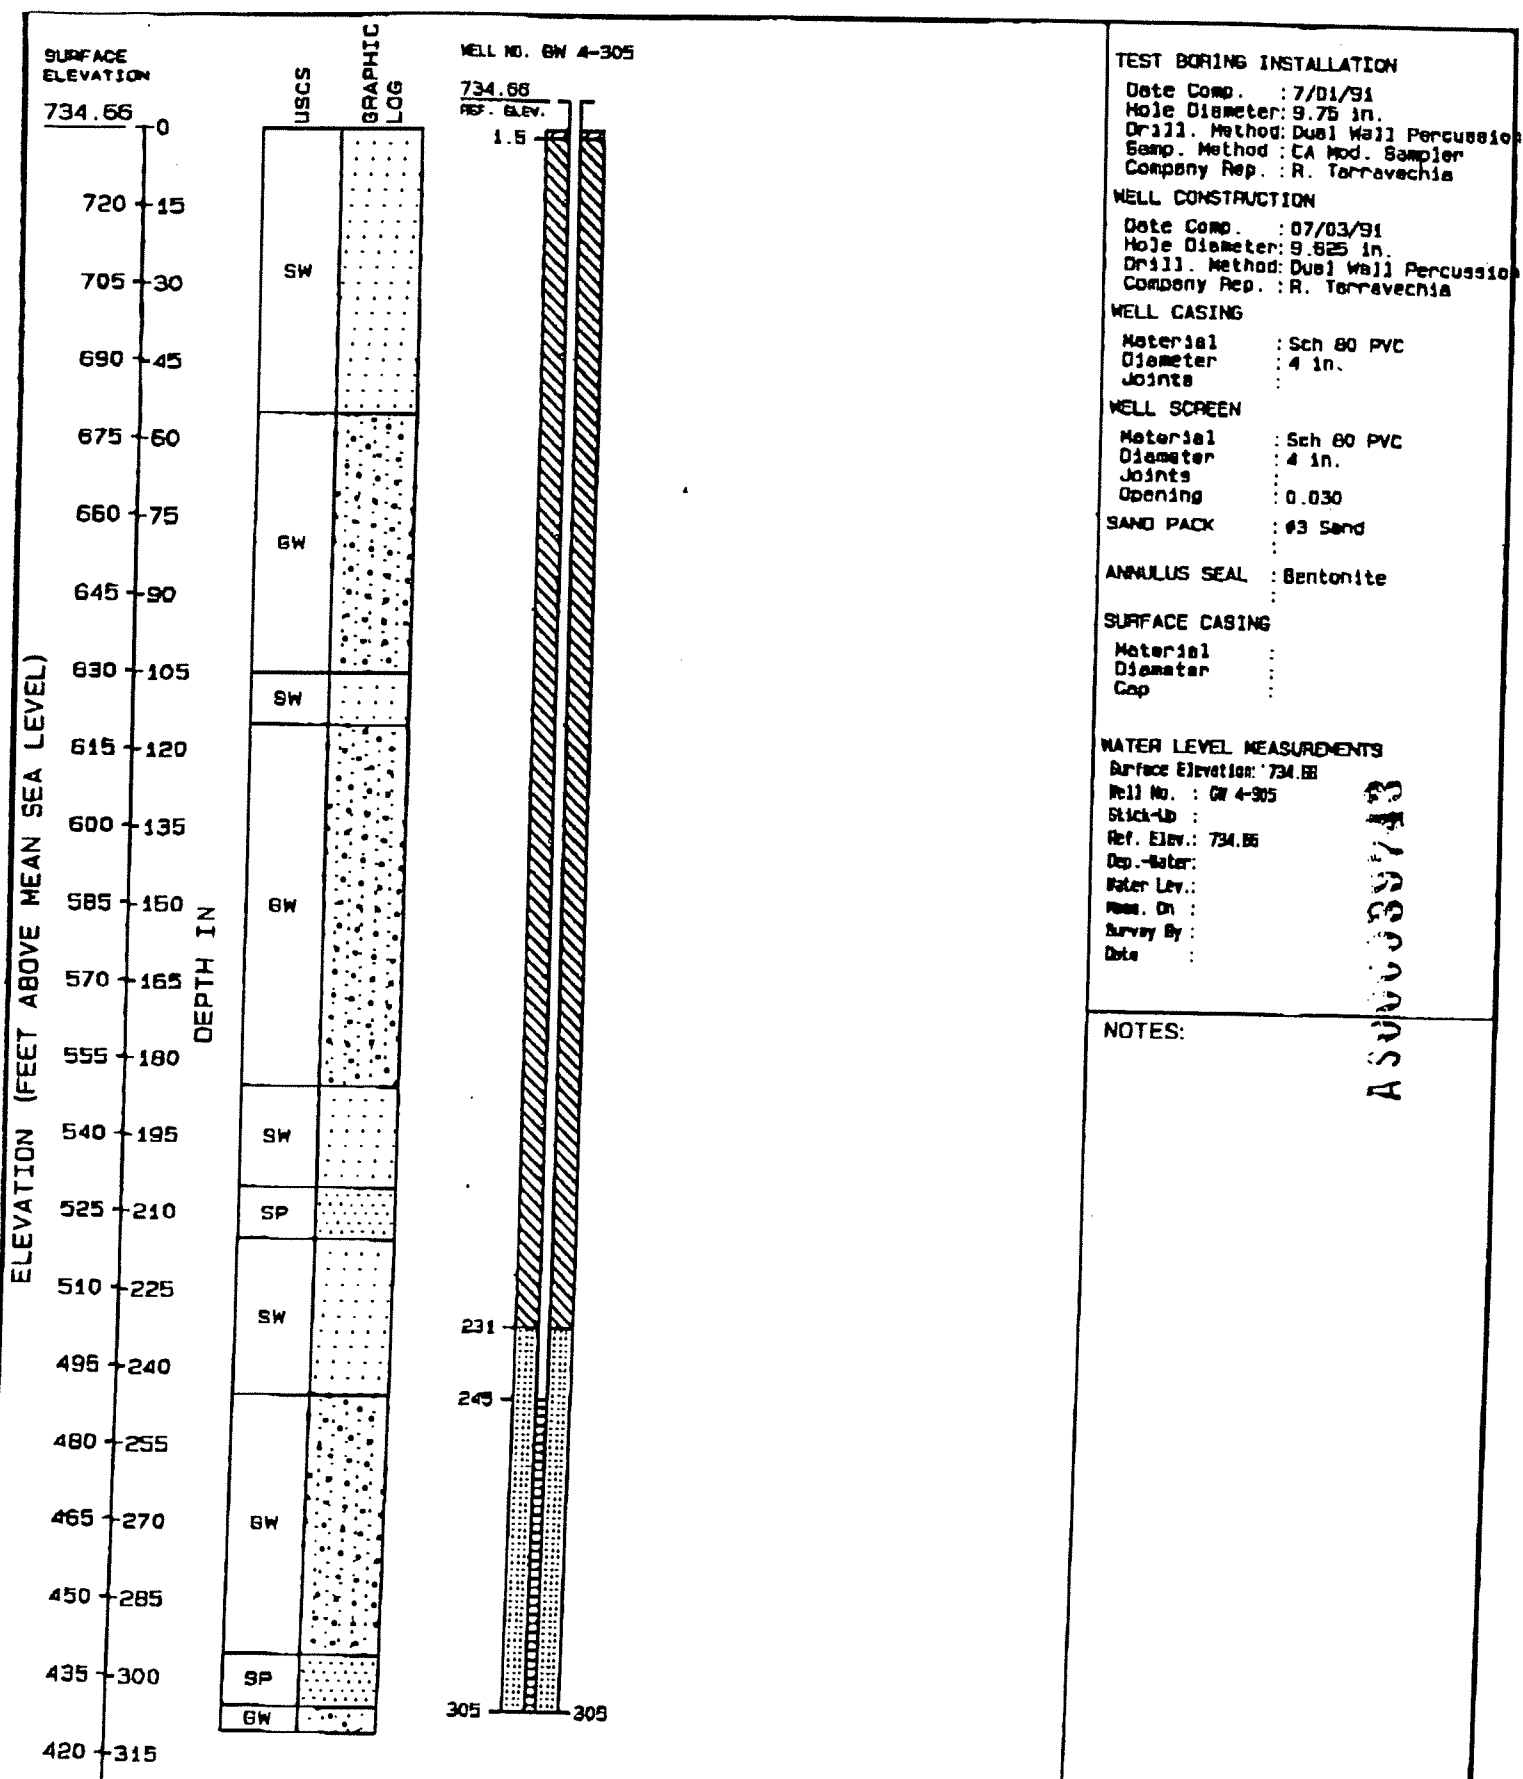 SURFACE
ELEVATION
734.66
USCS
GRAPHIC
LOG
WELL NO. GW 4-305
734.66
REF. ELEV.
1.5
0
720 15
705 30
690 45
675 60
660 75
645 90
630 105
615 120
600 135
585 150
570 165
555 180
540 195
525 210
510 225
495 240
480 255
465 270
450 285
435 300
420 315
ELEVATION (FEET ABOVE MEAN SEA LEVEL)
DEPTH IN
SW
GW
SW
GW
SW
SP
SW
GW
SP
GW
231
245
305 305
TEST BORING INSTALLATION
Date Comp. : 7/01/91
Hole Diameter: 9.75 in.
Drill. Method: Dual Wall Percussion
Samp. Method : CA Mod. Sampler
Company Rep. : R. Tarravechia
WELL CONSTRUCTION
Date Comp. : 07/03/91
Hole Diameter: 9.625 in.
Drill. Method: Dual Wall Percussion
Company Rep. : R. Tarravechia
WELL CASING
Material : Sch 80 PVC
Diameter : 4 in.
Joints :
WELL SCREEN
Material : Sch 80 PVC
Diameter : 4 in.
Joints :
Opening : 0.030
SAND PACK : #3 Sand
ANNULUS SEAL : Bentonite
SURFACE CASING
Material :
Diameter :
Cap :
WATER LEVEL MEASUREMENTS
Surface Elevation: 734.66
Well No. : GW 4-305
Stick-Up :
Ref. Elev.: 734.66
Dep.-Water:
Water Lev.:
Meas. On :
Survey By :
Date :
NOTES: